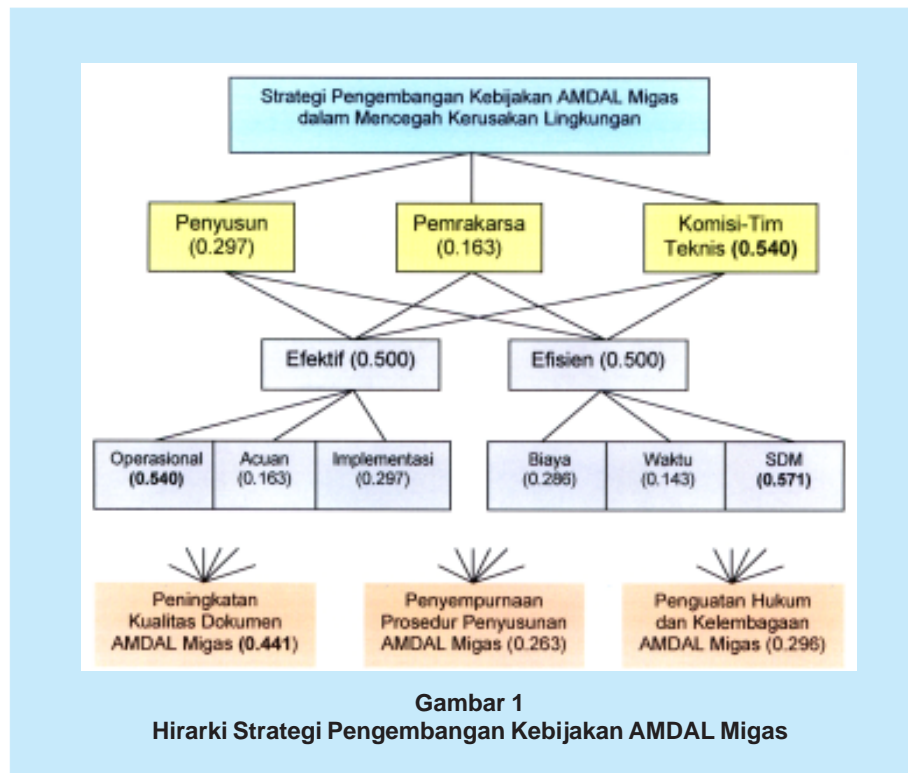 Strategi Pengembangan Kebijakan AMDAL Migas
dalam Mencegah Kerusakan Lingkungan
Penyusun
(0.297)
Pemrakarsa
(0.163)
Komisi-Tim
Teknis (0.540)
Efektif (0.500)
Efisien (0.500)
Operasional
(0.540)
Acuan
(0.163)
Implementasi
(0.297)
Biaya
(0.286)
Waktu
(0.143)
SDM
(0.571)
Peningkatan
Kualitas Dokumen
AMDAL Migas (0.441)
Penyempurnaan
Prosedur Penyusunan
AMDAL Migas (0.263)
Penguatan Hukum
dan Kelembagaan
AMDAL Migas (0.296)
Gambar 1
Hirarki Strategi Pengembangan Kebijakan AMDAL Migas